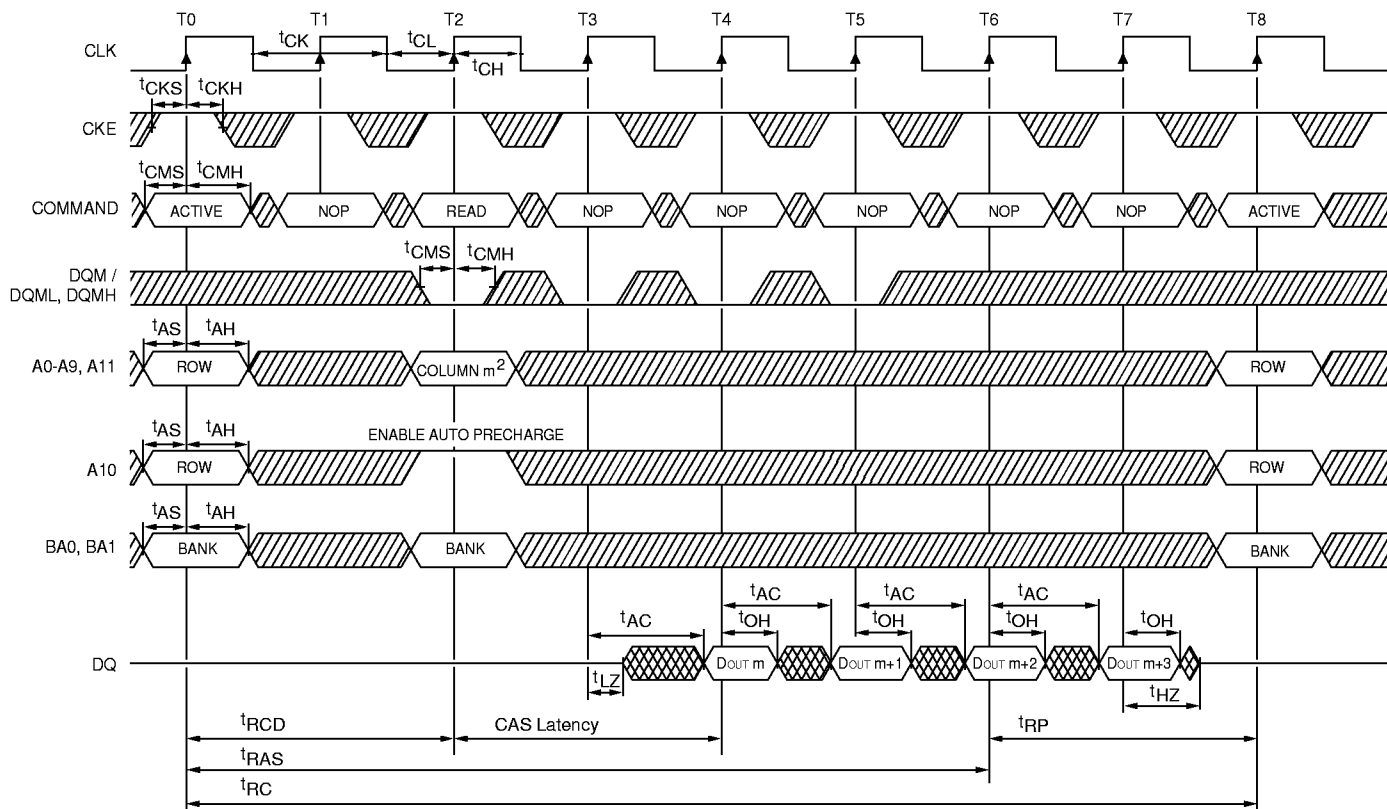 T0 T1 T2 T3 T4 T5 T6 T7 T8
CLK
tCK tCL
tCH
tCKS tCKH
CKE
tCMS tCMH
COMMAND ACTIVE NOP READ NOP NOP NOP NOP NOP ACTIVE
tCMS tCMH
DQM /
DQML, DQMH
tAS tAH
A0-A9, A11 ROW COLUMN m2 ROW
tAS tAH ENABLE AUTO PRECHARGE
A10 ROW ROW
tAS tAH
BA0, BA1 BANK BANK BANK
tAC tAC tAC tAC
tOH tOH tOH tOH
DQ DOUT m DOUT m+1 DOUT m+2 DOUT m+3
tLZ tHZ
tRCD CAS Latency tRP
tRAS
tRC